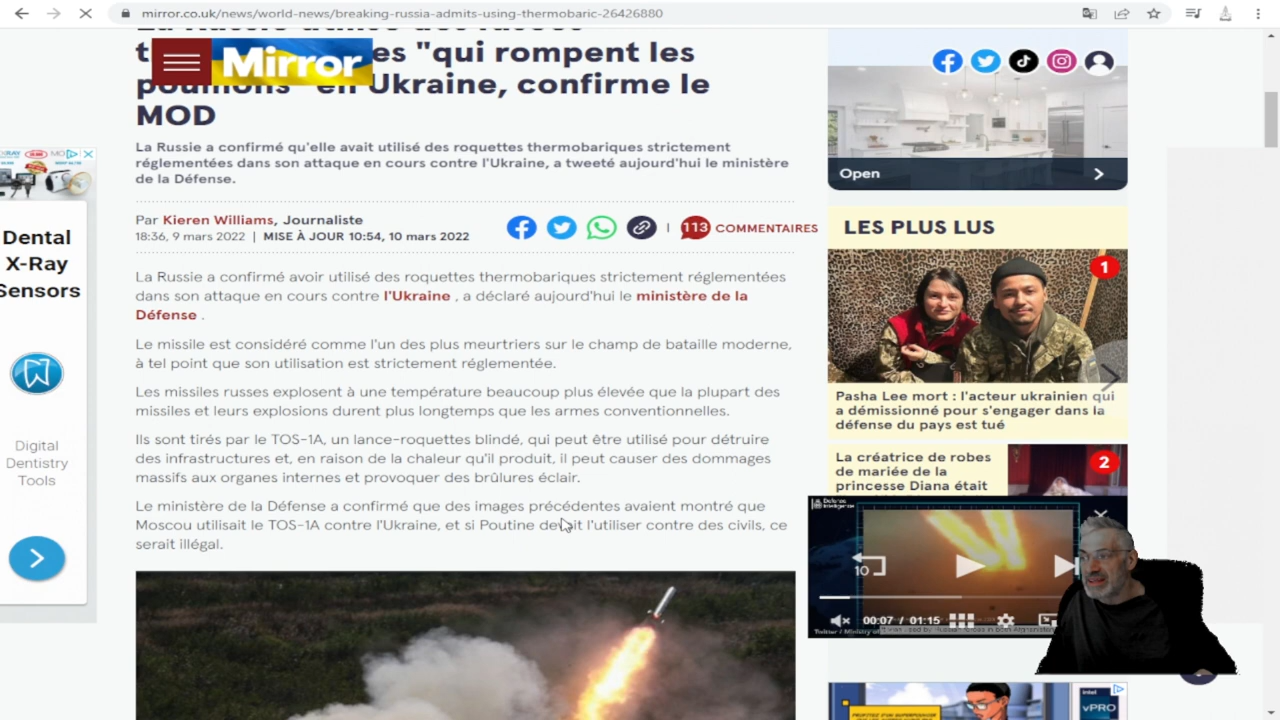 mirror.co.uk/news/world-news/breaking-russia-admits-using-thermobaric-26426880
Mirror
es "qui rompent les
poumons" en Ukraine, confirme le
MOD
La Russie a confirmé qu'elle avait utilisé des roquettes thermobariques strictement
réglementées dans son attaque en cours contre l'Ukraine, a tweeté aujourd'hui le ministère
de la Défense.
Par Kieren Williams, Journaliste
18:36, 9 mars 2022 | MISE À JOUR 10:54, 10 mars 2022
113 COMMENTAIRES
La Russie a confirmé avoir utilisé des roquettes thermobariques strictement réglementées
dans son attaque en cours contre l'Ukraine , a déclaré aujourd'hui le ministère de la
Défense .
Le missile est considéré comme l'un des plus meurtriers sur le champ de bataille moderne,
à tel point que son utilisation est strictement réglementée.
Les missiles russes explosent à une température beaucoup plus élevée que la plupart des
missiles et leurs explosions durent plus longtemps que les armes conventionnelles.
Ils sont tirés par le TOS-1A, un lance-roquettes blindé, qui peut être utilisé pour détruire
des infrastructures et, en raison de la chaleur qu'il produit, il peut causer des dommages
massifs aux organes internes et provoquer des brûlures éclair.
Le ministère de la Défense a confirmé que des images précédentes avaient montré que
Moscou utilisait le TOS-1A contre l'Ukraine, et si Poutine devait l'utiliser contre des civils, ce
serait illégal.
Dental
X-Ray
Sensors
Digital
Dentistry
Tools
Open
LES PLUS LUS
1
Pasha Lee mort : l'acteur ukrainien qui
a démissionné pour s'engager dans la
défense du pays est tué
La créatrice de robes
de mariée de la
princesse Diana était
2
Defence
Intelligence
10
00:07 / 01:15
intel
vPRO